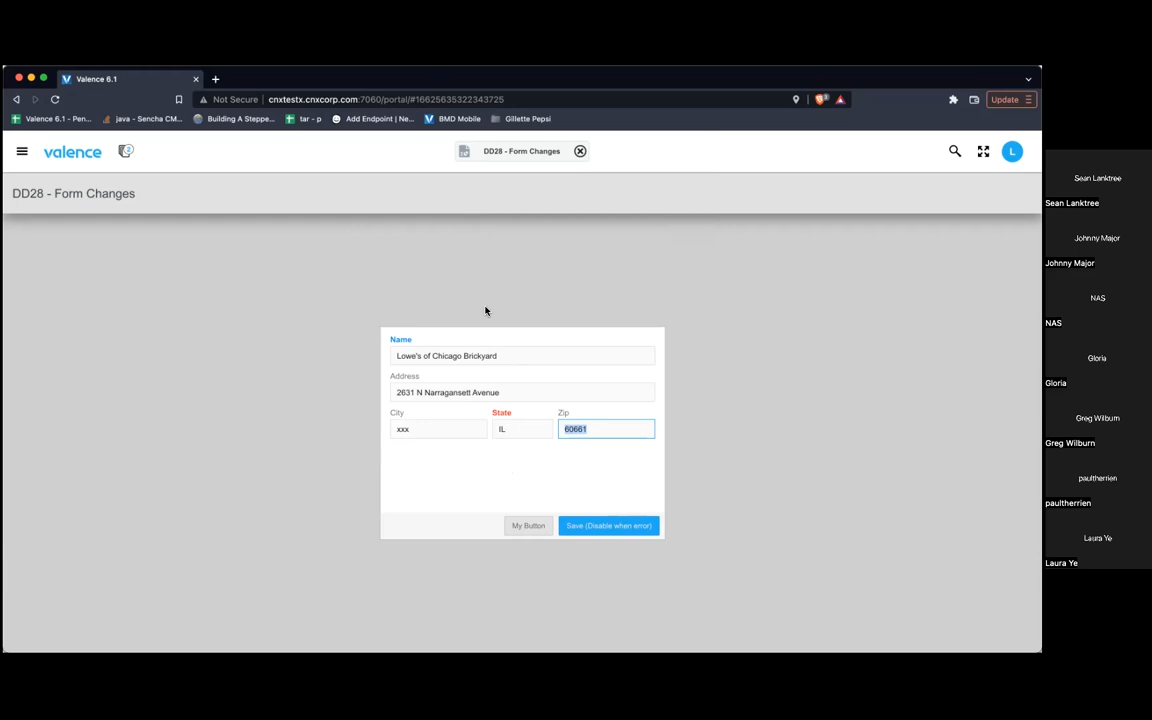 Valence 6.1
Not Secure | cnxtestx.cnxcorp.com:7060/portal/#16625635322343725
Update
Valence 6.1 - Pen...
java - Sencha CM...
Building A Steppe...
tar - p
Add Endpoint | Ne...
BMD Mobile
Gillette Pepsi
valence
DD28 - Form Changes
L
DD28 - Form Changes
Name
Lowe's of Chicago Brickyard
Address
2631 N Narragansett Avenue
City
State
Zip
xxx
IL
60661
My Button
Save (Disable when error)
Sean Lanktree
Sean Lanktree
Johnny Major
Johnny Major
NAS
NAS
Gloria
Gloria
Greg Wilburn
Greg Wilburn
paultherrien
paultherrien
Laura Ye
Laura Ye